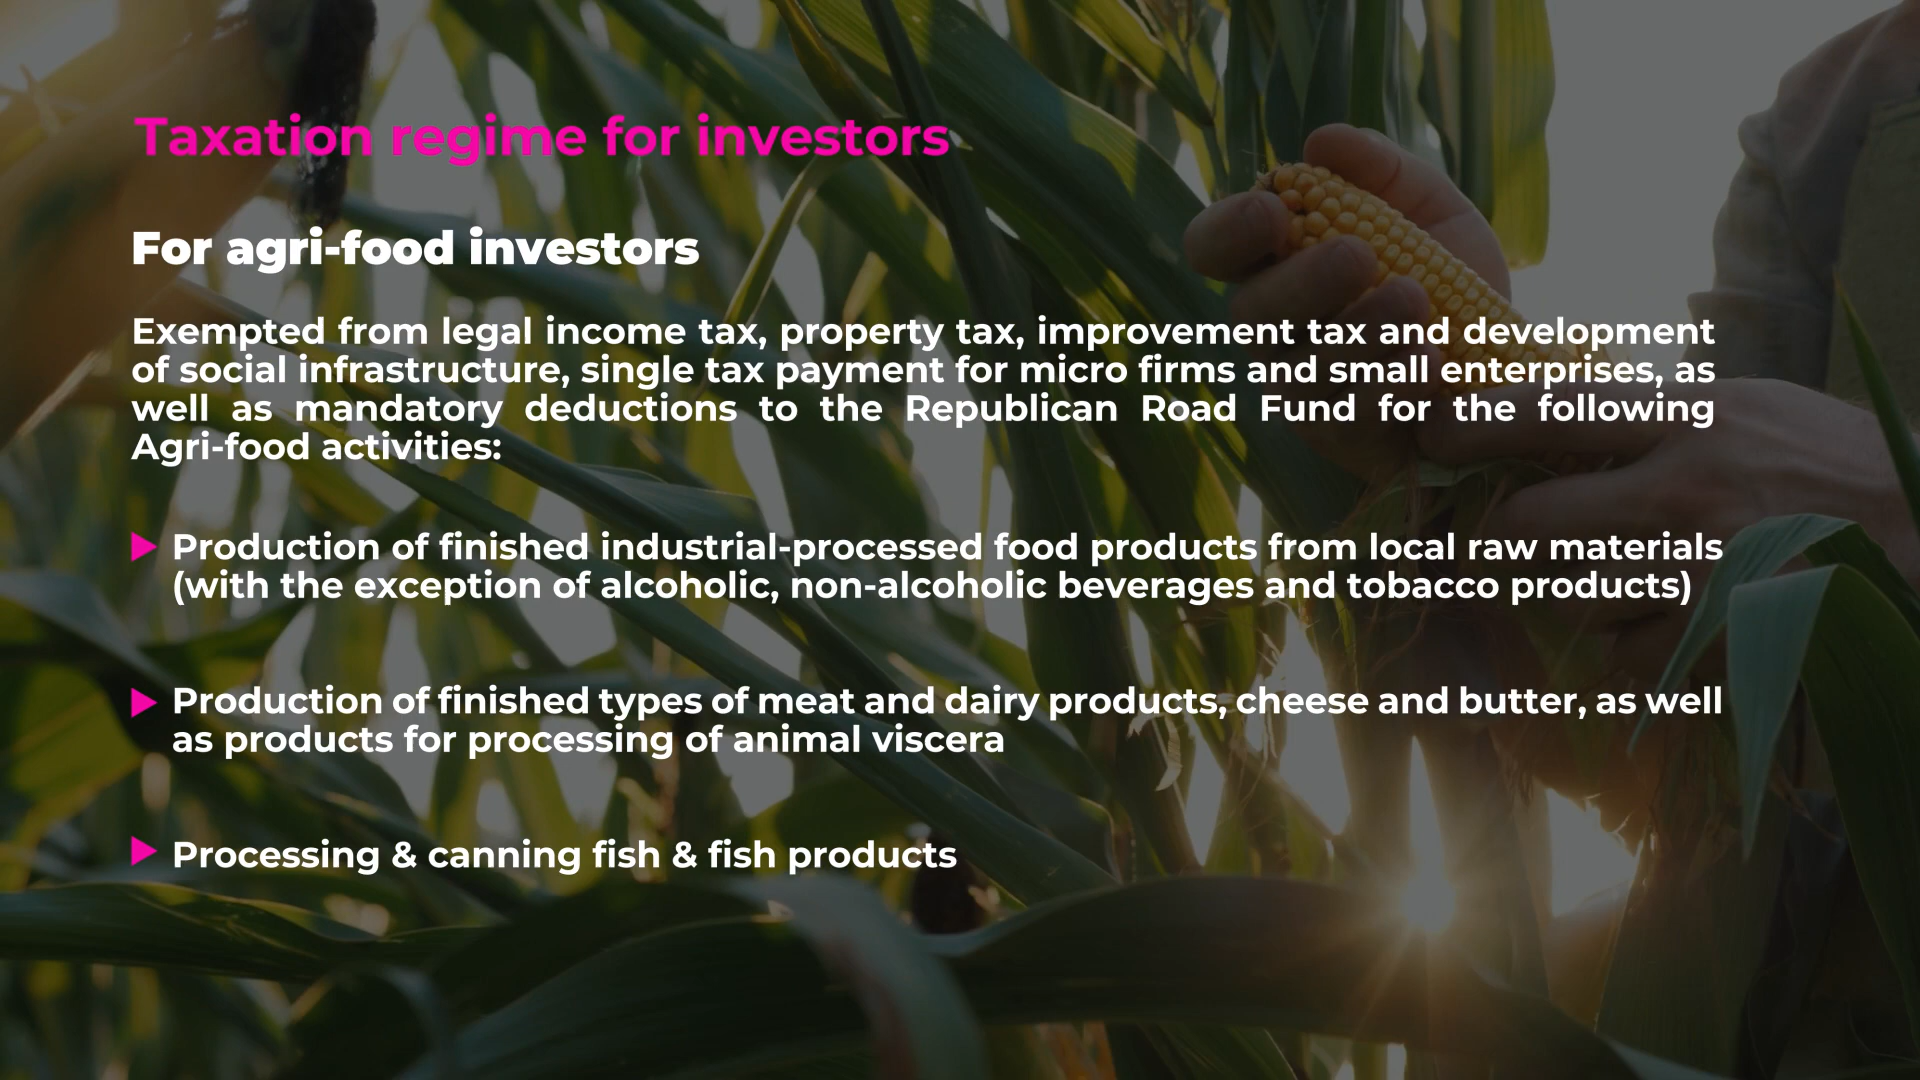 Taxation regime for investors
For agri-food investors
Exempted from legal income tax, property tax, improvement tax and development
of social infrastructure, single tax payment for micro firms and small enterprises, as
well as mandatory deductions to the Republican Road Fund for the following
Agri-food activities:
Production of finished industrial-processed food products from local raw materials
(with the exception of alcoholic, non-alcoholic beverages and tobacco products)
Production of finished types of meat and dairy products, cheese and butter, as well
as products for processing of animal viscera
Processing & canning fish & fish products